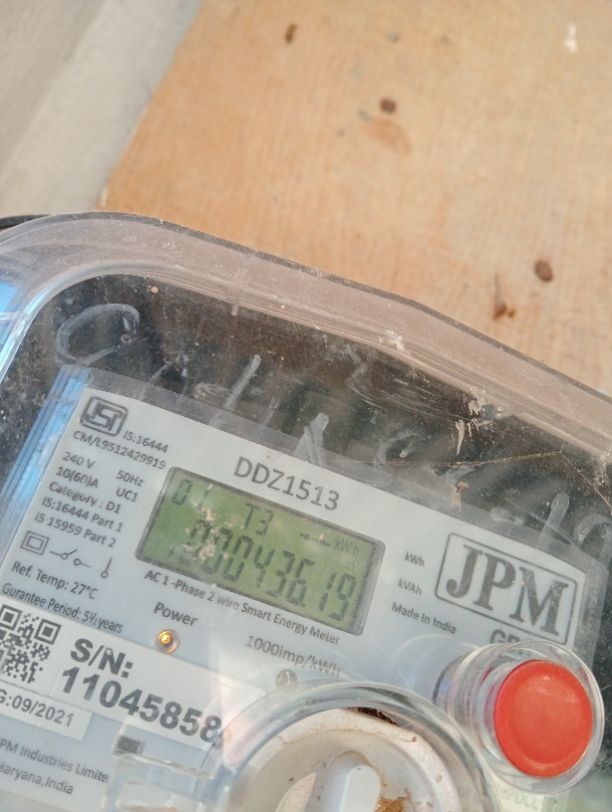 IS:16444
CM/L9512429919
240 V 50Hz
10(60)A UC1
Category : D1
IS:16444 Part 1
IS 15959 Part 2
Ref. Temp: 27°C
Gurantee Period: 5½ years
DDZ1513
01 T3 kWh
00043619
AC 1 -Phase 2 wire Smart Energy Meter
Power
1000imp/kWh
kWh
kVAh
Made in India
JPM
S/N:
11045858
G:09/2021
PM Industries Limite
Haryana,India